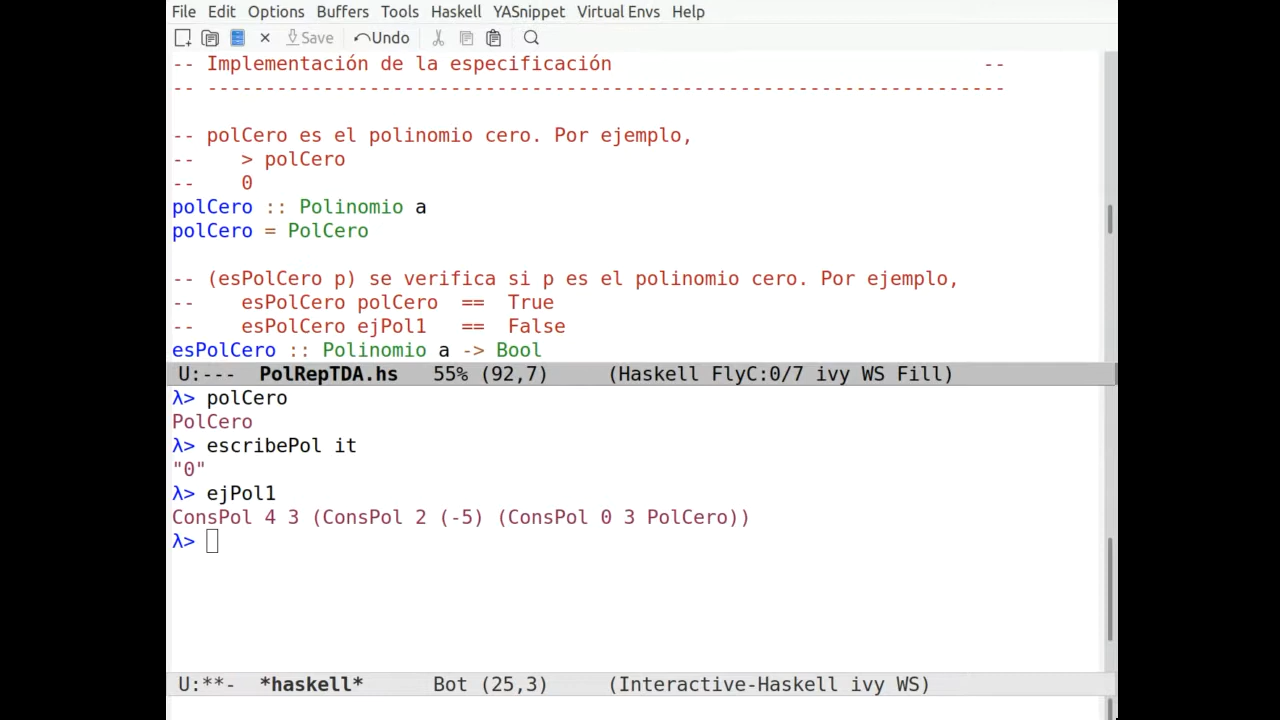 File Edit Options Buffers Tools Haskell YASnippet Virtual Envs Help
Save Undo
-- Implementación de la especificación --
-- ---------------------------------------------------------------------
-- polCero es el polinomio cero. Por ejemplo,
-- > polCero
-- 0
polCero :: Polinomio a
polCero = PolCero
-- (esPolCero p) se verifica si p es el polinomio cero. Por ejemplo,
-- esPolCero polCero == True
-- esPolCero ejPol1 == False
esPolCero :: Polinomio a -> Bool
U:--- PolRepTDA.hs 55% (92,7) (Haskell FlyC:0/7 ivy WS Fill)
λ> polCero
PolCero
λ> escribePol it
"0"
λ> ejPol1
ConsPol 4 3 (ConsPol 2 (-5) (ConsPol 0 3 PolCero))
λ>
U:**- *haskell* Bot (25,3) (Interactive-Haskell ivy WS)